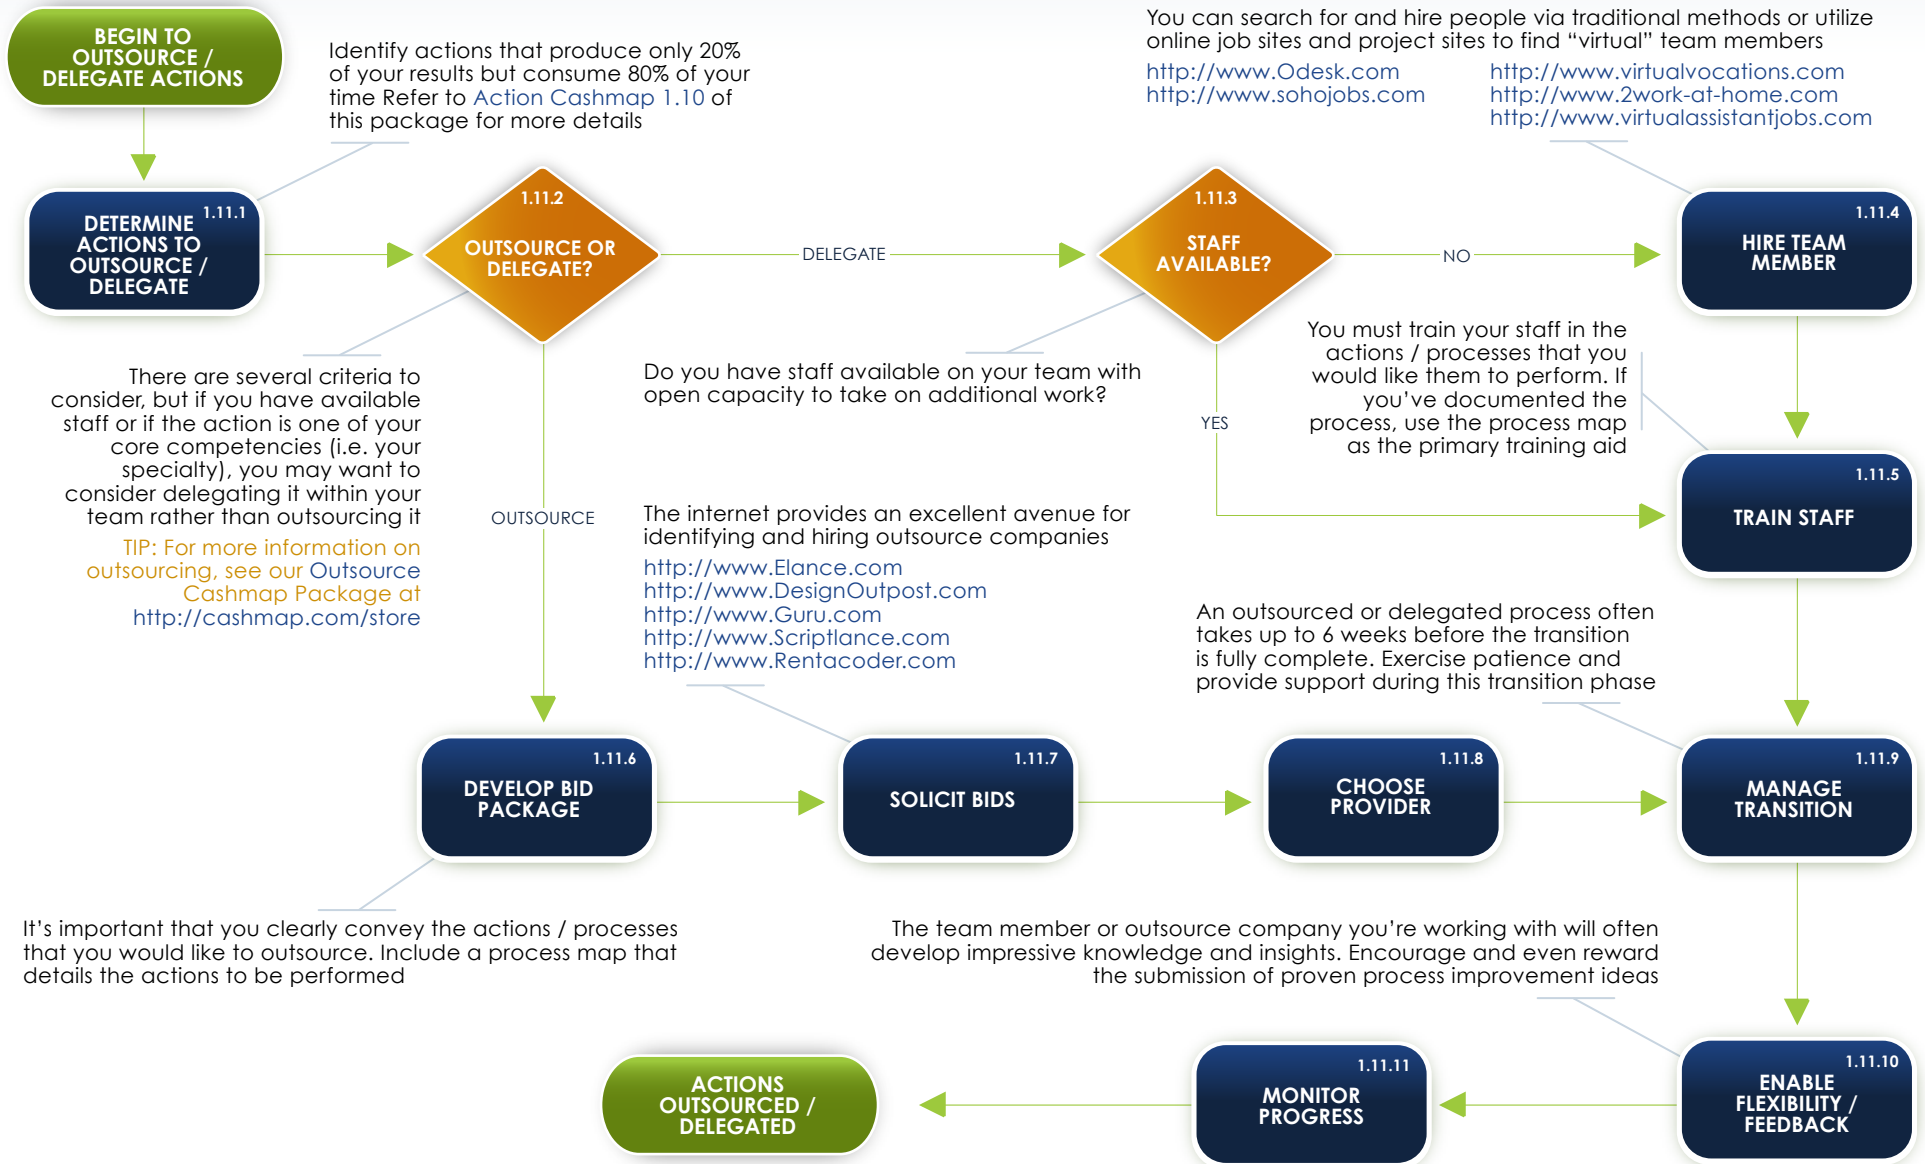 BEGIN TO
OUTSOURCE /
DELEGATE ACTIONS
Identify actions that produce only 20%
of your results but consume 80% of your
time Refer to Action Cashmap 1.10 of
this package for more details
You can search for and hire people via traditional methods or utilize
online job sites and project sites to find “virtual” team members
http://www.Odesk.com
http://www.sohojobs.com
http://www.virtualvocations.com
http://www.2work-at-home.com
http://www.virtualassistantjobs.com
1.11.1
DETERMINE
ACTIONS TO
OUTSOURCE /
DELEGATE
1.11.2
OUTSOURCE OR
DELEGATE?
DELEGATE
1.11.3
STAFF
AVAILABLE?
NO
1.11.4
HIRE TEAM
MEMBER
There are several criteria to
consider, but if you have available
staff or if the action is one of your
core competencies (i.e. your
specialty), you may want to
consider delegating it within your
team rather than outsourcing it
TIP: For more information on
outsourcing, see our Outsource
Cashmap Package at
http://cashmap.com/store
OUTSOURCE
Do you have staff available on your team with
open capacity to take on additional work?
YES
You must train your staff in the
actions / processes that you
would like them to perform. If
you’ve documented the
process, use the process map
as the primary training aid
1.11.5
TRAIN STAFF
The internet provides an excellent avenue for
identifying and hiring outsource companies
http://www.Elance.com
http://www.DesignOutpost.com
http://www.Guru.com
http://www.Scriptlance.com
http://www.Rentacoder.com
An outsourced or delegated process often
takes up to 6 weeks before the transition
is fully complete. Exercise patience and
provide support during this transition phase
1.11.6
DEVELOP BID
PACKAGE
1.11.7
SOLICIT BIDS
1.11.8
CHOOSE
PROVIDER
1.11.9
MANAGE
TRANSITION
It’s important that you clearly convey the actions / processes
that you would like to outsource. Include a process map that
details the actions to be performed
The team member or outsource company you’re working with will often
develop impressive knowledge and insights. Encourage and even reward
the submission of proven process improvement ideas
ACTIONS
OUTSOURCED /
DELEGATED
1.11.11
MONITOR
PROGRESS
1.11.10
ENABLE
FLEXIBILITY /
FEEDBACK